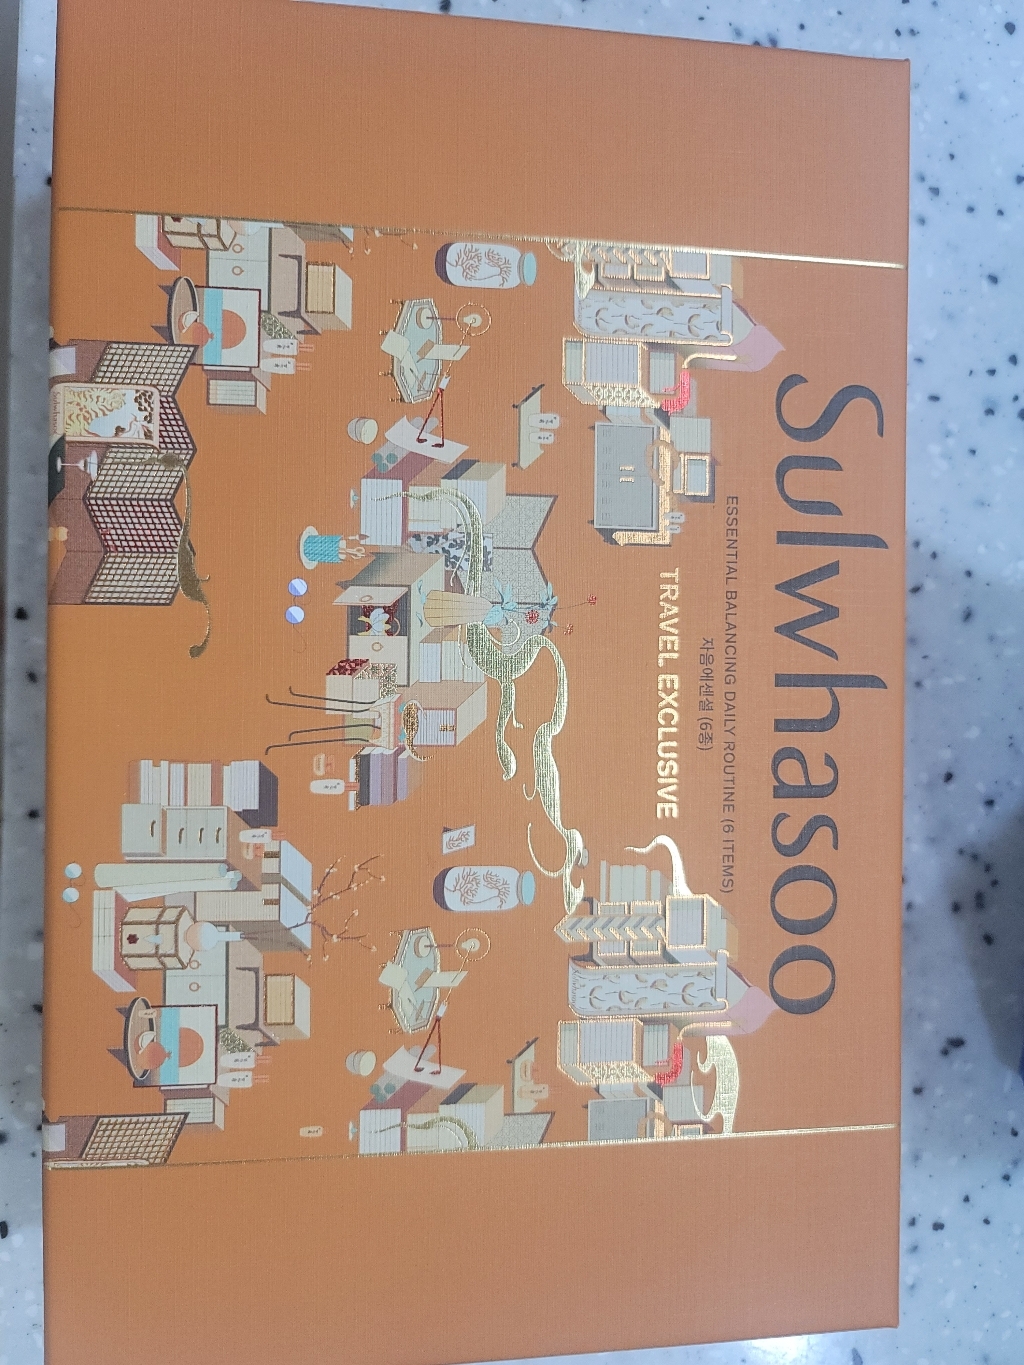 Sulwhasoo
ESSENTIAL BALANCING DAILY ROUTINE (6 ITEMS)
자음에센셜 (6종)
TRAVEL EXCLUSIVE